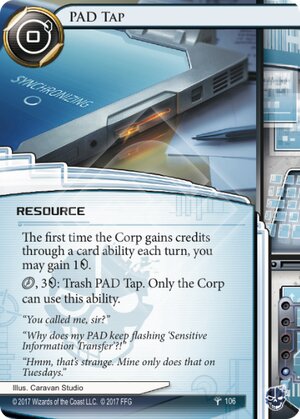 0
PAD Tap
SYNCHRONIZING
RESOURCE
The first time the Corp gains credits
through a card ability each turn, you
may gain 1
, 3: Trash PAD Tap. Only the Corp
can use this ability.
“You called me, sir?”
“Why does my PAD keep flashing ‘Sensitive
Information Transfer’?!”
“Hmm, that’s strange. Mine only does that on
Tuesdays.”
Illus. Caravan Studio
© 2017 Wizards of the Coast LLC. © 2017 FFG
106